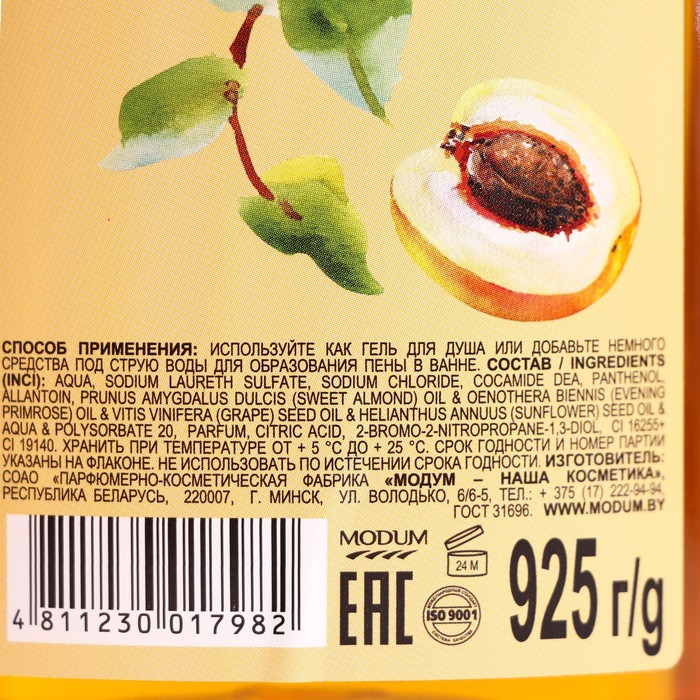 СПОСОБ ПРИМЕНЕНИЯ: ИСПОЛЬЗУЙТЕ КАК ГЕЛЬ ДЛЯ ДУША ИЛИ ДОБАВЬТЕ НЕМНОГО
СРЕДСТВА ПОД СТРУЮ ВОДЫ ДЛЯ ОБРАЗОВАНИЯ ПЕНЫ В ВАННЕ. СОСТАВ / INGREDIENTS
(INCI): AQUA, SODIUM LAURETH SULFATE, SODIUM CHLORIDE, COCAMIDE DEA, PANTHENOL,
ALLANTOIN, PRUNUS AMYGDALUS DULCIS (SWEET ALMOND) OIL & OENOTHERA BIENNIS (EVENING
PRIMROSE) OIL & VITIS VINIFERA (GRAPE) SEED OIL & HELIANTHUS ANNUUS (SUNFLOWER) SEED OIL &
AQUA & POLYSORBATE 20, PARFUM, CITRIC ACID, 2-BROMO-2-NITROPROPANE-1,3-DIOL, CI 16255+
CI 19140. ХРАНИТЬ ПРИ ТЕМПЕРАТУРЕ ОТ + 5 °С ДО + 25 °С. СРОК ГОДНОСТИ И НОМЕР ПАРТИИ
УКАЗАНЫ НА ФЛАКОНЕ. НЕ ИСПОЛЬЗОВАТЬ ПО ИСТЕЧЕНИИ СРОКА ГОДНОСТИ. ИЗГОТОВИТЕЛЬ:
СОАО «ПАРФЮМЕРНО-КОСМЕТИЧЕСКАЯ ФАБРИКА «МОДУМ – НАША КОСМЕТИКА»,
РЕСПУБЛИКА БЕЛАРУСЬ, 220007, Г. МИНСК, УЛ. ВОЛОДЬКО, 6/6-5, ТЕЛ.: + 375 (17) 222-94-94,
ГОСТ 31696. WWW.MODUM.BY
4 811230 017982
MODUM
24 M
EAC
ISO 9001
925 г/g